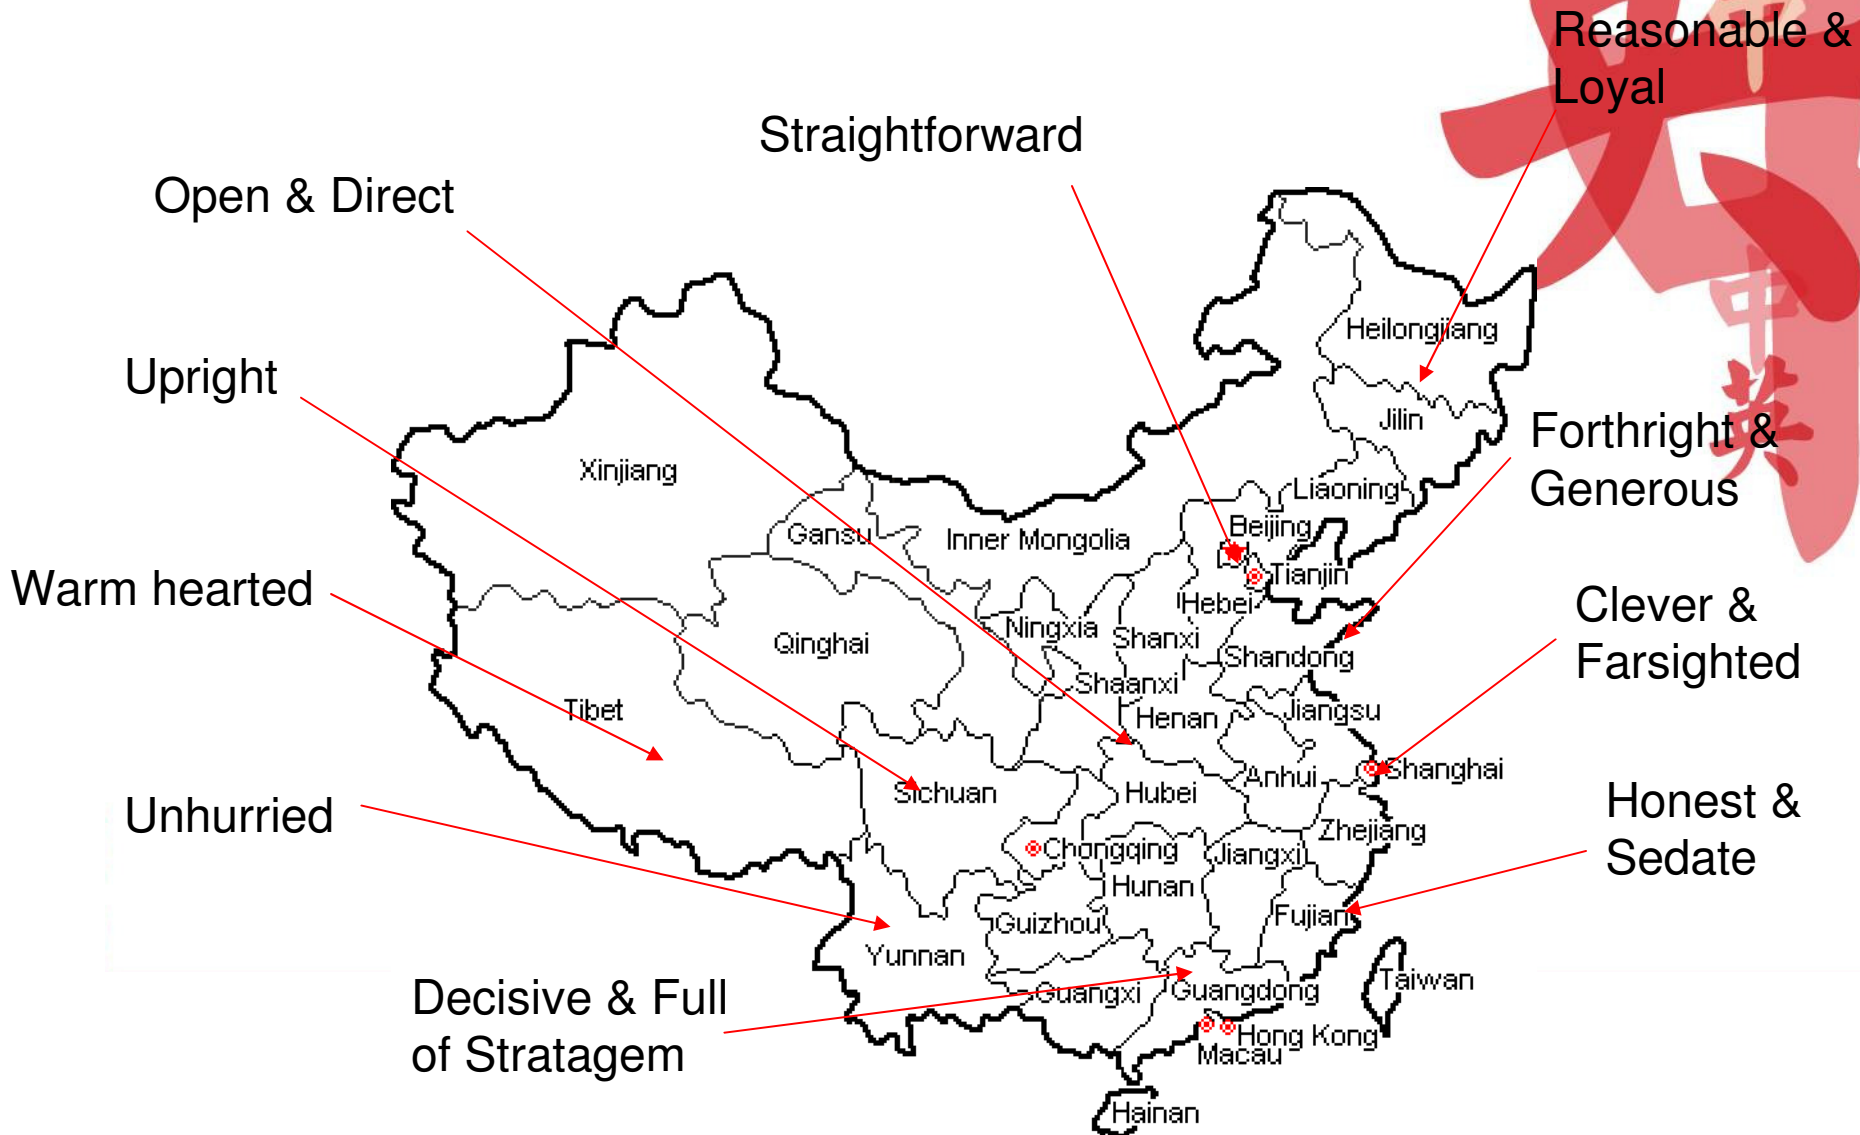 Reasonable &
Loyal
Straightforward
Open & Direct
Heilongjiang
Upright
Jilin
Forthright &
Generous
Xinjiang
Liaoning
Beijing
Gansu
Inner Mongolia
Tianjin
Warm hearted
Hebei
Clever &
Farsighted
Ningxia
Shanxi
Qinghai
Shandong
Shaanxi
Tibet
Jiangsu
Henan
Shanghai
Anhui
Sichuan
Hubei
Unhurried
Honest &
Sedate
Zhejiang
Chongqing
Jiangxi
Hunan
Fujian
Guizhou
Yunnan
Taiwan
Decisive & Full
of Stratagem
Guangxi
Guangdong
Hong Kong
Macau
Hainan
中
英